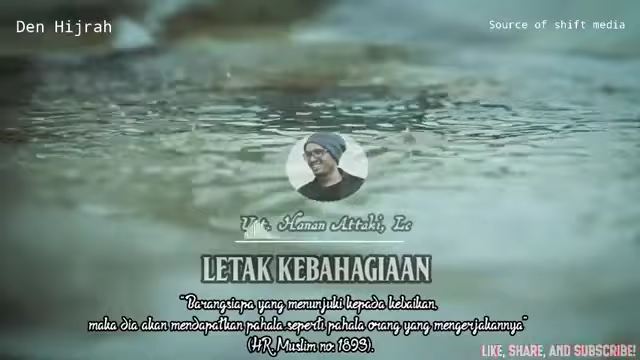 Den Hijrah
Source of shift media
Ust. Hanan Attaki, Lc
LETAK KEBAHAGIAAN
"Barangsiapa yang menunjuki kepada kebaikan,
maka dia akan mendapatkan pahala seperti pahala orang yang mengerjakannya"
(HR. Muslim no. 1893).
LIKE, SHARE, AND SUBSCRIBE!